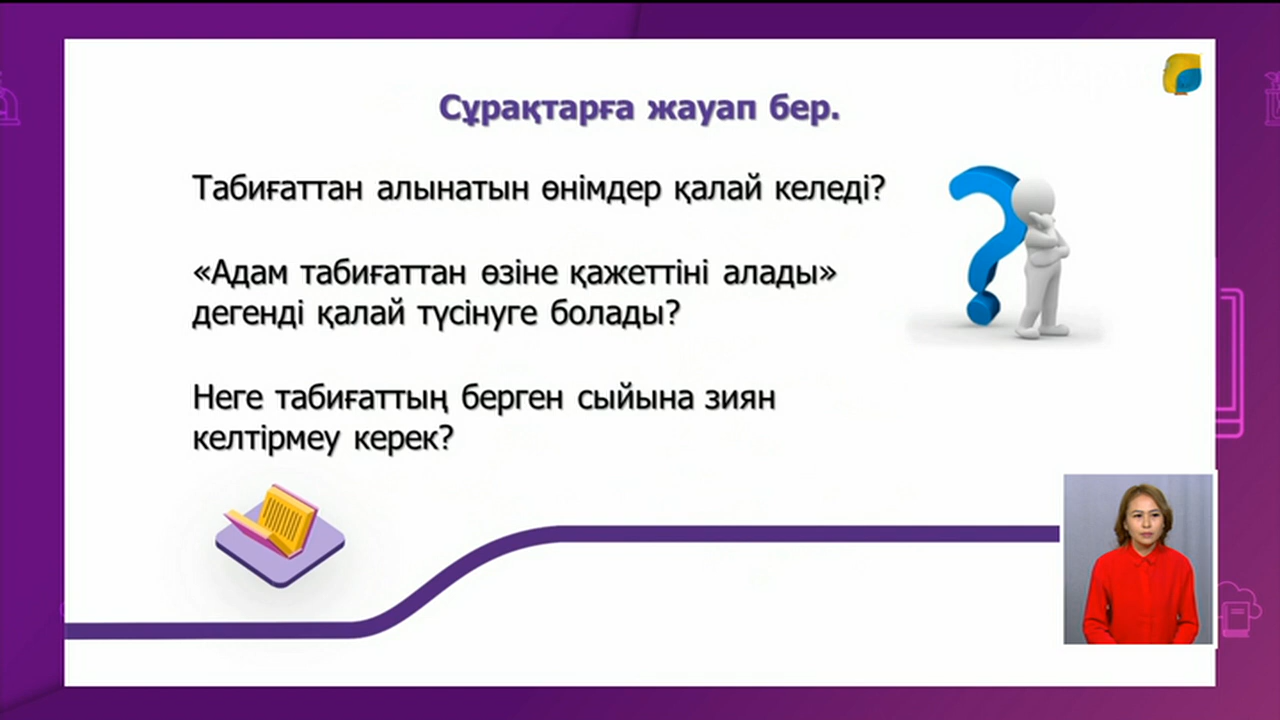 Сұрақтарға жауап бер.
Табиғаттан алынатын өнімдер қалай келеді?
«Адам табиғаттан өзіне қажеттіні алады»
дегенді қалай түсінуге болады?
Неге табиғаттың берген сыйына зиян
келтірмеу керек?